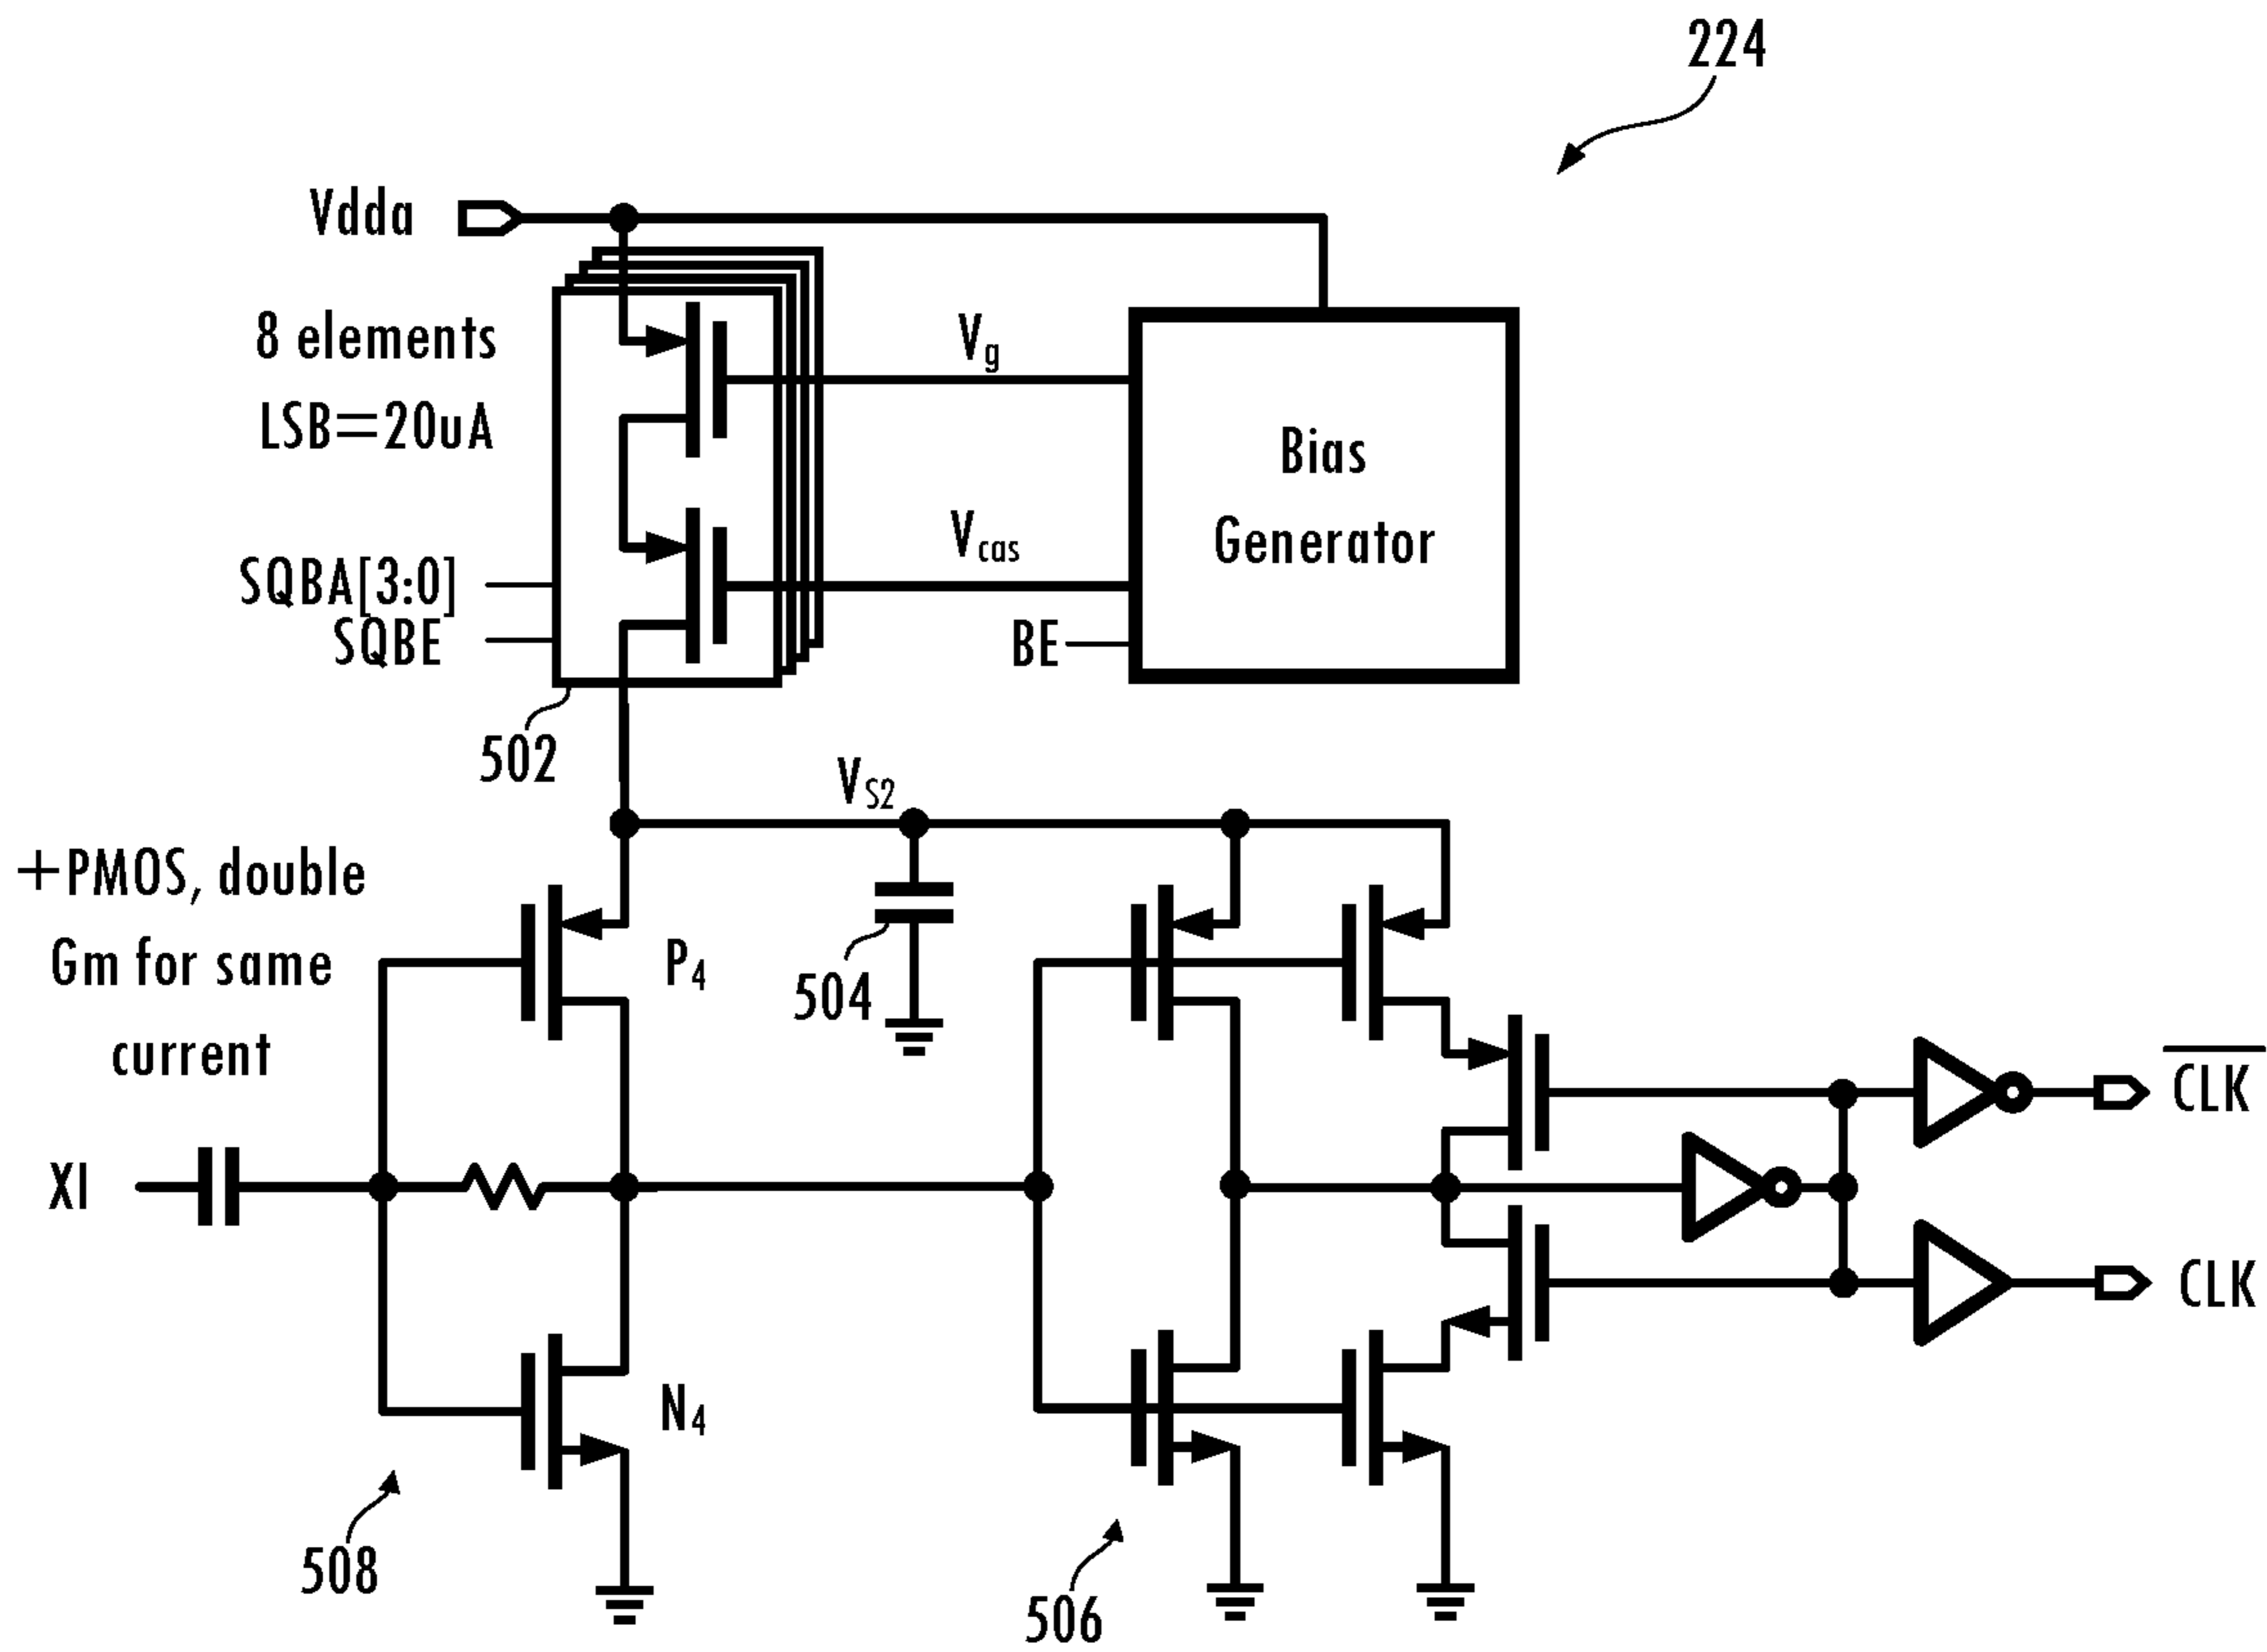 224
Vdda
8 elements
LSB=20uA
Vg
Bias
Generator
Vcas
SQBA[3:0]
SQBE
BE
502
VS2
+PMOS, double
Gm for same
current
P4
504
CLK
XI
CLK
N4
508
506